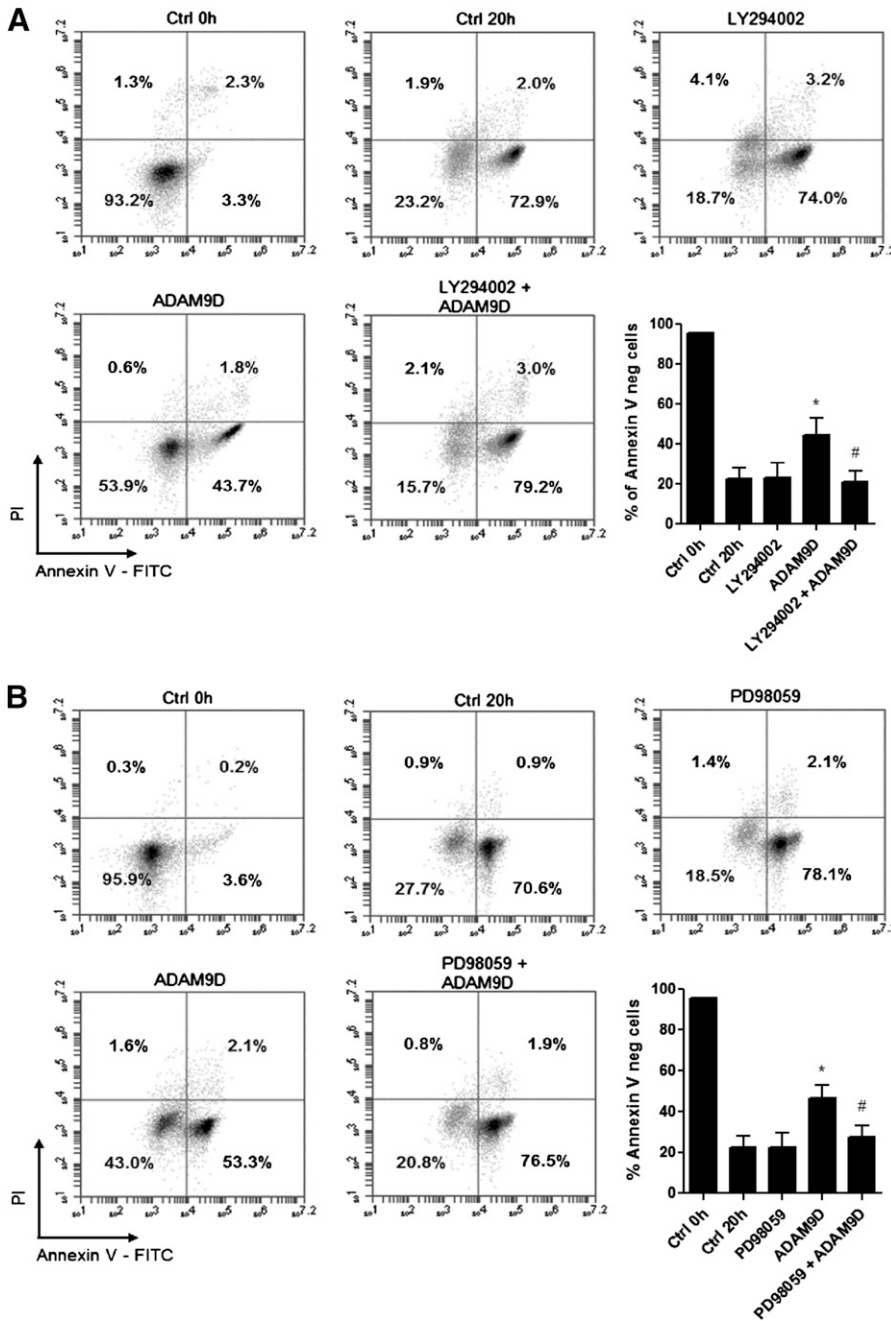 A
Ctrl 0h
Ctrl 20h
LY294002
1.3% 2.3%
93.2% 3.3%
1.9% 2.0%
23.2% 72.9%
4.1% 3.2%
18.7% 74.0%
ADAM9D
LY294002 +
ADAM9D
0.6% 1.8%
53.9% 43.7%
2.1% 3.0%
15.7% 79.2%
PI
Annexin V - FITC
% of Annexin V neg cells
100
80
60
40
20
0
*
#
Ctrl 0h
Ctrl 20h
LY294002
ADAM9D
LY294002 + ADAM9D
B
Ctrl 0h
Ctrl 20h
PD98059
0.3% 0.2%
95.9% 3.6%
0.9% 0.9%
27.7% 70.6%
1.4% 2.1%
18.5% 78.1%
ADAM9D
PD98059 +
ADAM9D
1.6% 2.1%
43.0% 53.3%
0.8% 1.9%
20.8% 76.5%
PI
Annexin V - FITC
% Annexin V neg cells
100
80
60
40
20
0
*
#
Ctrl 0h
Ctrl 20h
PD98059
ADAM9D
PD98059 + ADAM9D